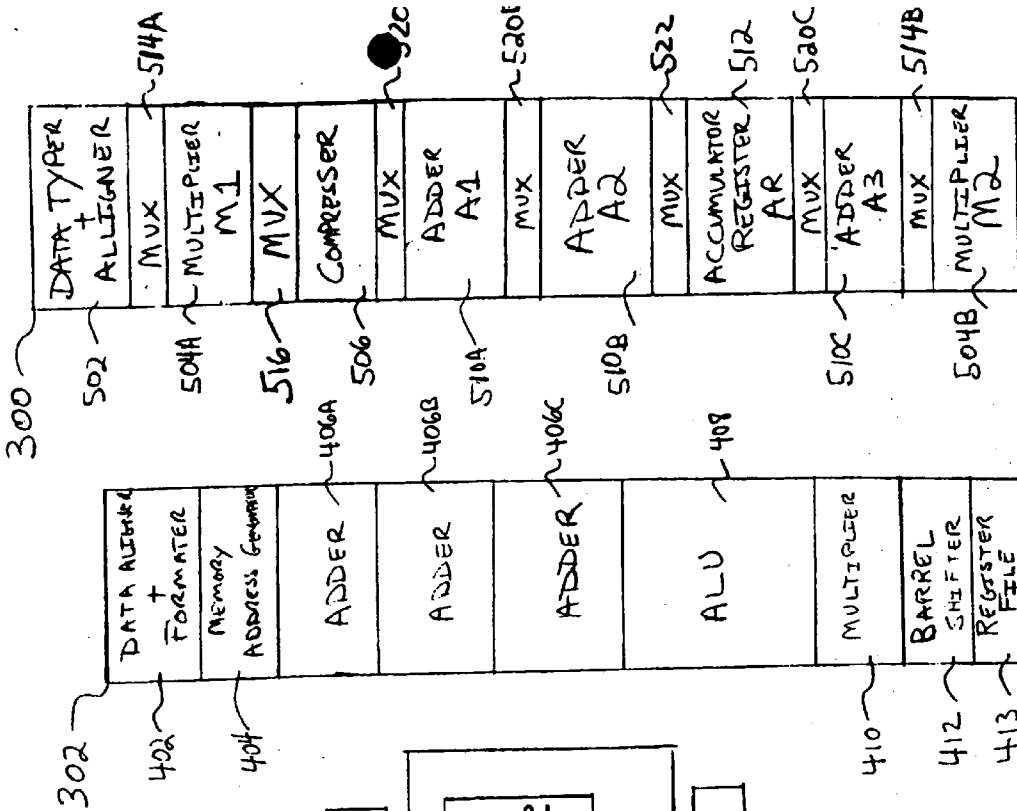 300
DATA TYPER
+
ALLIGNER
502
MUX
514A
MULTIPLIER
M1
504A
MUX
516
COMPRESSER
506
MUX
ADDER
A1
510A
MUX
520B
ADDER
A2
510B
MUX
522
ACCUMULATOR
REGISTER
AR
512
MUX
520C
ADDER
A3
510C
MUX
514B
MULTIPLIER
M2
504B
302
DATA ALIGNER
+
FORMATER
402
MEMORY
ADDRESS GENERATOR
404
ADDER
406A
ADDER
406B
ADDER
406C
ALU
408
MULTIPLIER
410
BARREL
SHIFTER
412
REGISTER
FILE
413